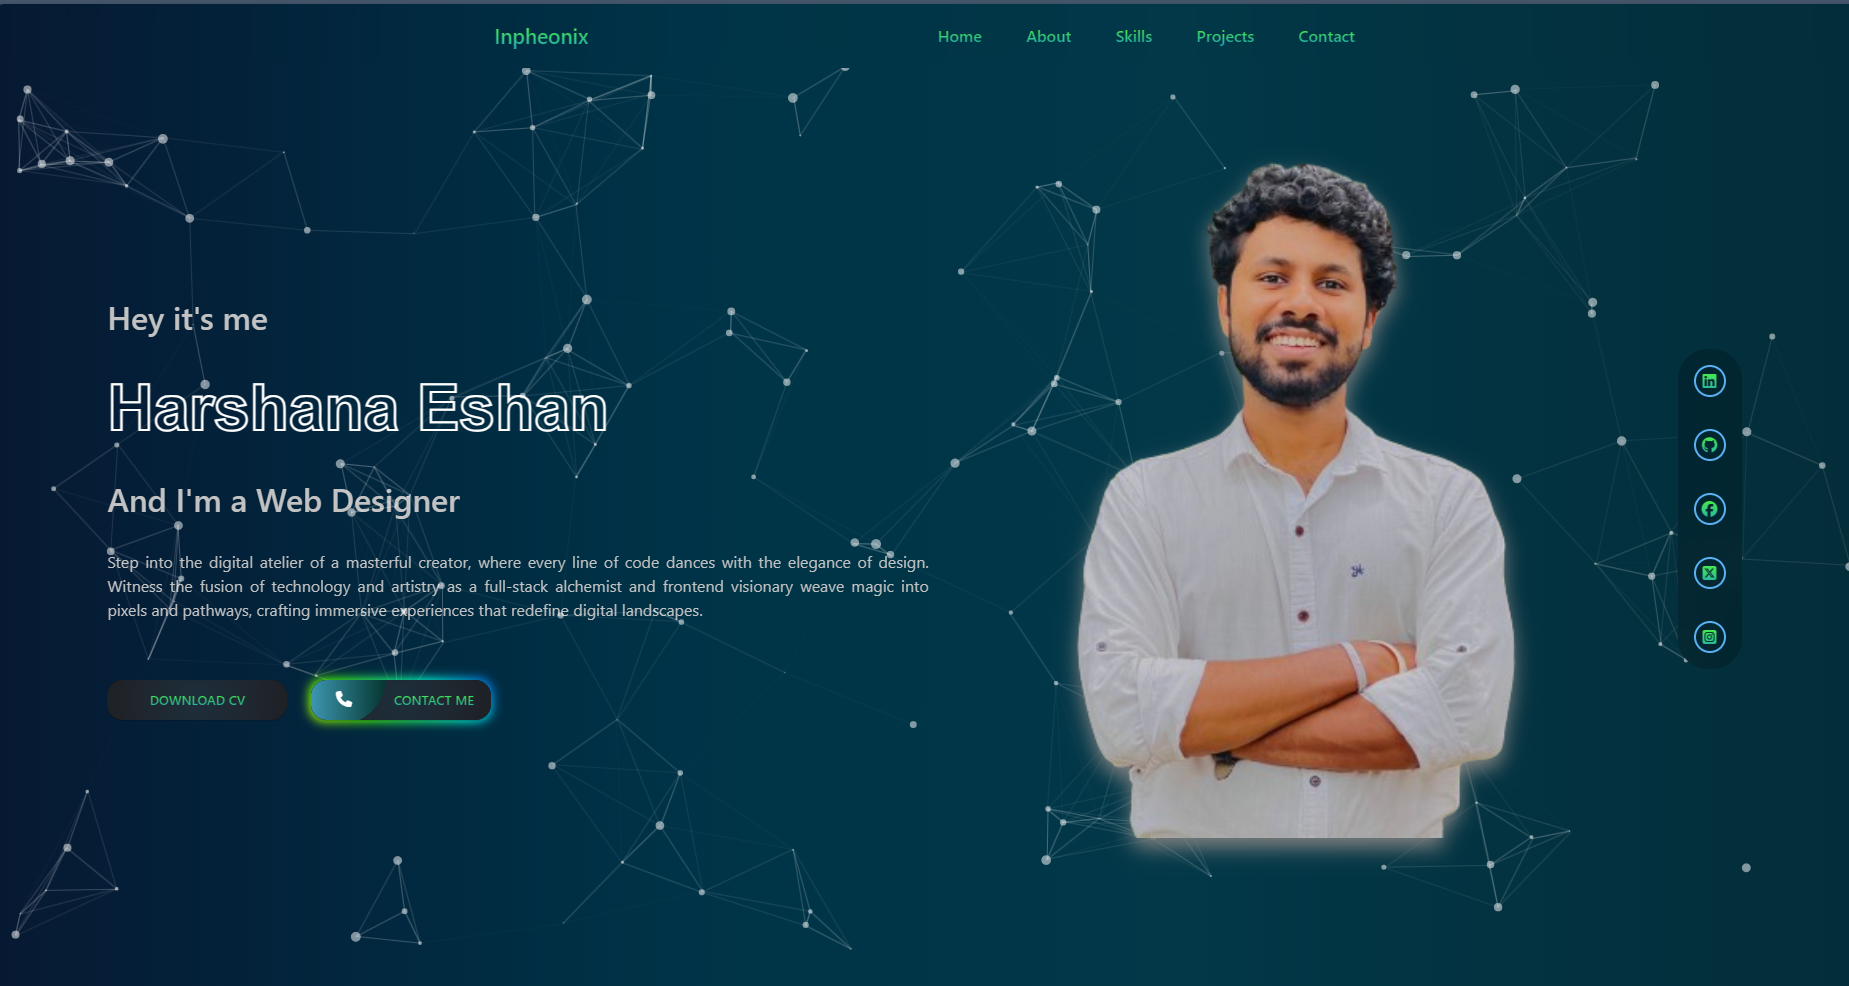 Inpheonix
Home About Skills Projects Contact
Hey it's me
Harshana Eshan
And I'm a Web Designer
Step into the digital atelier of a masterful creator, where every line of code dances with the elegance of design.
Witness the fusion of technology and artistry as a full-stack alchemist and frontend visionary weave magic into
pixels and pathways, crafting immersive experiences that redefine digital landscapes.
DOWNLOAD CV
CONTACT ME